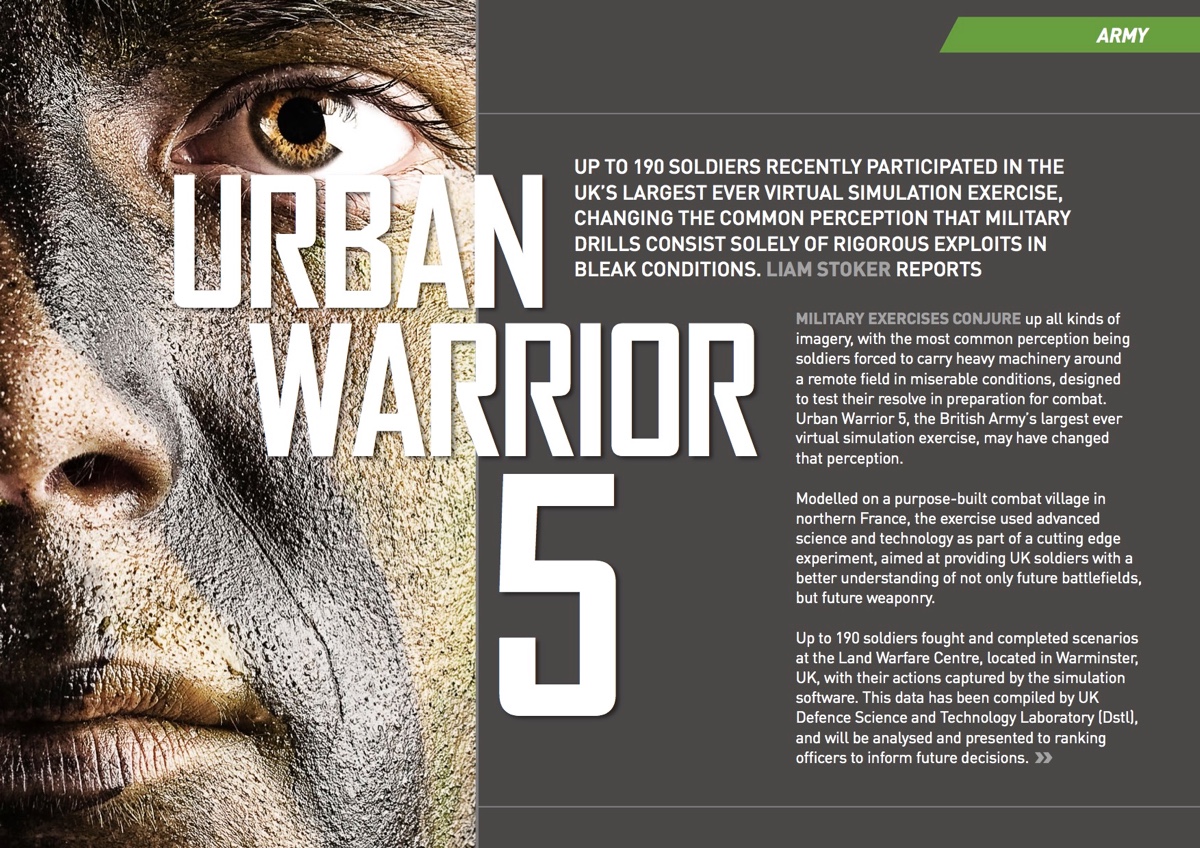 ARMY
URBAN
WARRIOR
5
UP TO 190 SOLDIERS RECENTLY PARTICIPATED IN THE
UK'S LARGEST EVER VIRTUAL SIMULATION EXERCISE,
CHANGING THE COMMON PERCEPTION THAT MILITARY
DRILLS CONSIST SOLELY OF RIGOROUS EXPLOITS IN
BLEAK CONDITIONS. LIAM STOKER REPORTS
MILITARY EXERCISES CONJURE up all kinds of
imagery, with the most common perception being
soldiers forced to carry heavy machinery around
a remote field in miserable conditions, designed
to test their resolve in preparation for combat.
Urban Warrior 5, the British Army's largest ever
virtual simulation exercise, may have changed
that perception.
Modelled on a purpose-built combat village in
northern France, the exercise used advanced
science and technology as part of a cutting edge
experiment, aimed at providing UK soldiers with a
better understanding of not only future battlefields,
but future weaponry.
Up to 190 soldiers fought and completed scenarios
at the Land Warfare Centre, located in Warminster,
UK, with their actions captured by the simulation
software. This data has been compiled by UK
Defence Science and Technology Laboratory (Dstl),
and will be analysed and presented to ranking
officers to inform future decisions. »